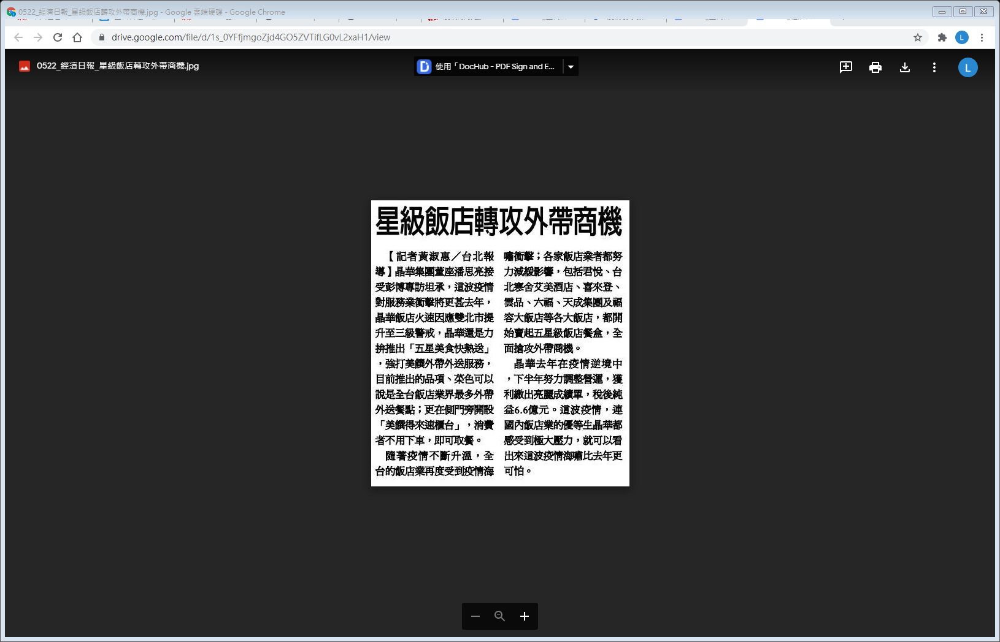 0522_經濟日報_星級飯店轉攻外帶商機.jpg - Google 雲端硬碟 - Google Chrome
drive.google.com/file/d/1s_0YFfjmgoZjd4GO5ZVTifLG0vL2xaH1/view
L
0522_經濟日報_星級飯店轉攻外帶商機.jpg
使用「DocHub - PDF Sign and E...
L
星級飯店轉攻外帶商機
【記者黃淑惠／台北報
導】晶華集團董座潘思亮接
受彭博專訪坦承，這波疫情
對服務業衝擊將更甚去年，
晶華飯店火速因應雙北市提
升至三級警戒，晶華還是力
拚推出「五星美食快熱送」
，強打美饌外帶外送服務，
目前推出的品項、菜色可以
說是全台飯店業界最多外帶
外送餐點；更在側門旁開設
「美饌得來速櫃台」，消費
者不用下車，即可取餐。
隨著疫情不斷升溫，全
台的飯店業再度受到疫情海
嘯衝擊；各家飯店業者都努
力減緩影響，包括君悅、台
北寒舍艾美酒店、喜來登、
雲品、六福、天成集團及福
容大飯店等各大飯店，都開
始賣起五星級飯店餐盒，全
面搶攻外帶商機。
晶華去年在疫情逆境中
，下半年努力調整營運，獲
利繳出亮麗成績單，稅後純
益6.6億元。這波疫情，連
國內飯店業的優等生晶華都
感受到極大壓力，就可以看
出來這波疫情海嘯比去年更
可怕。